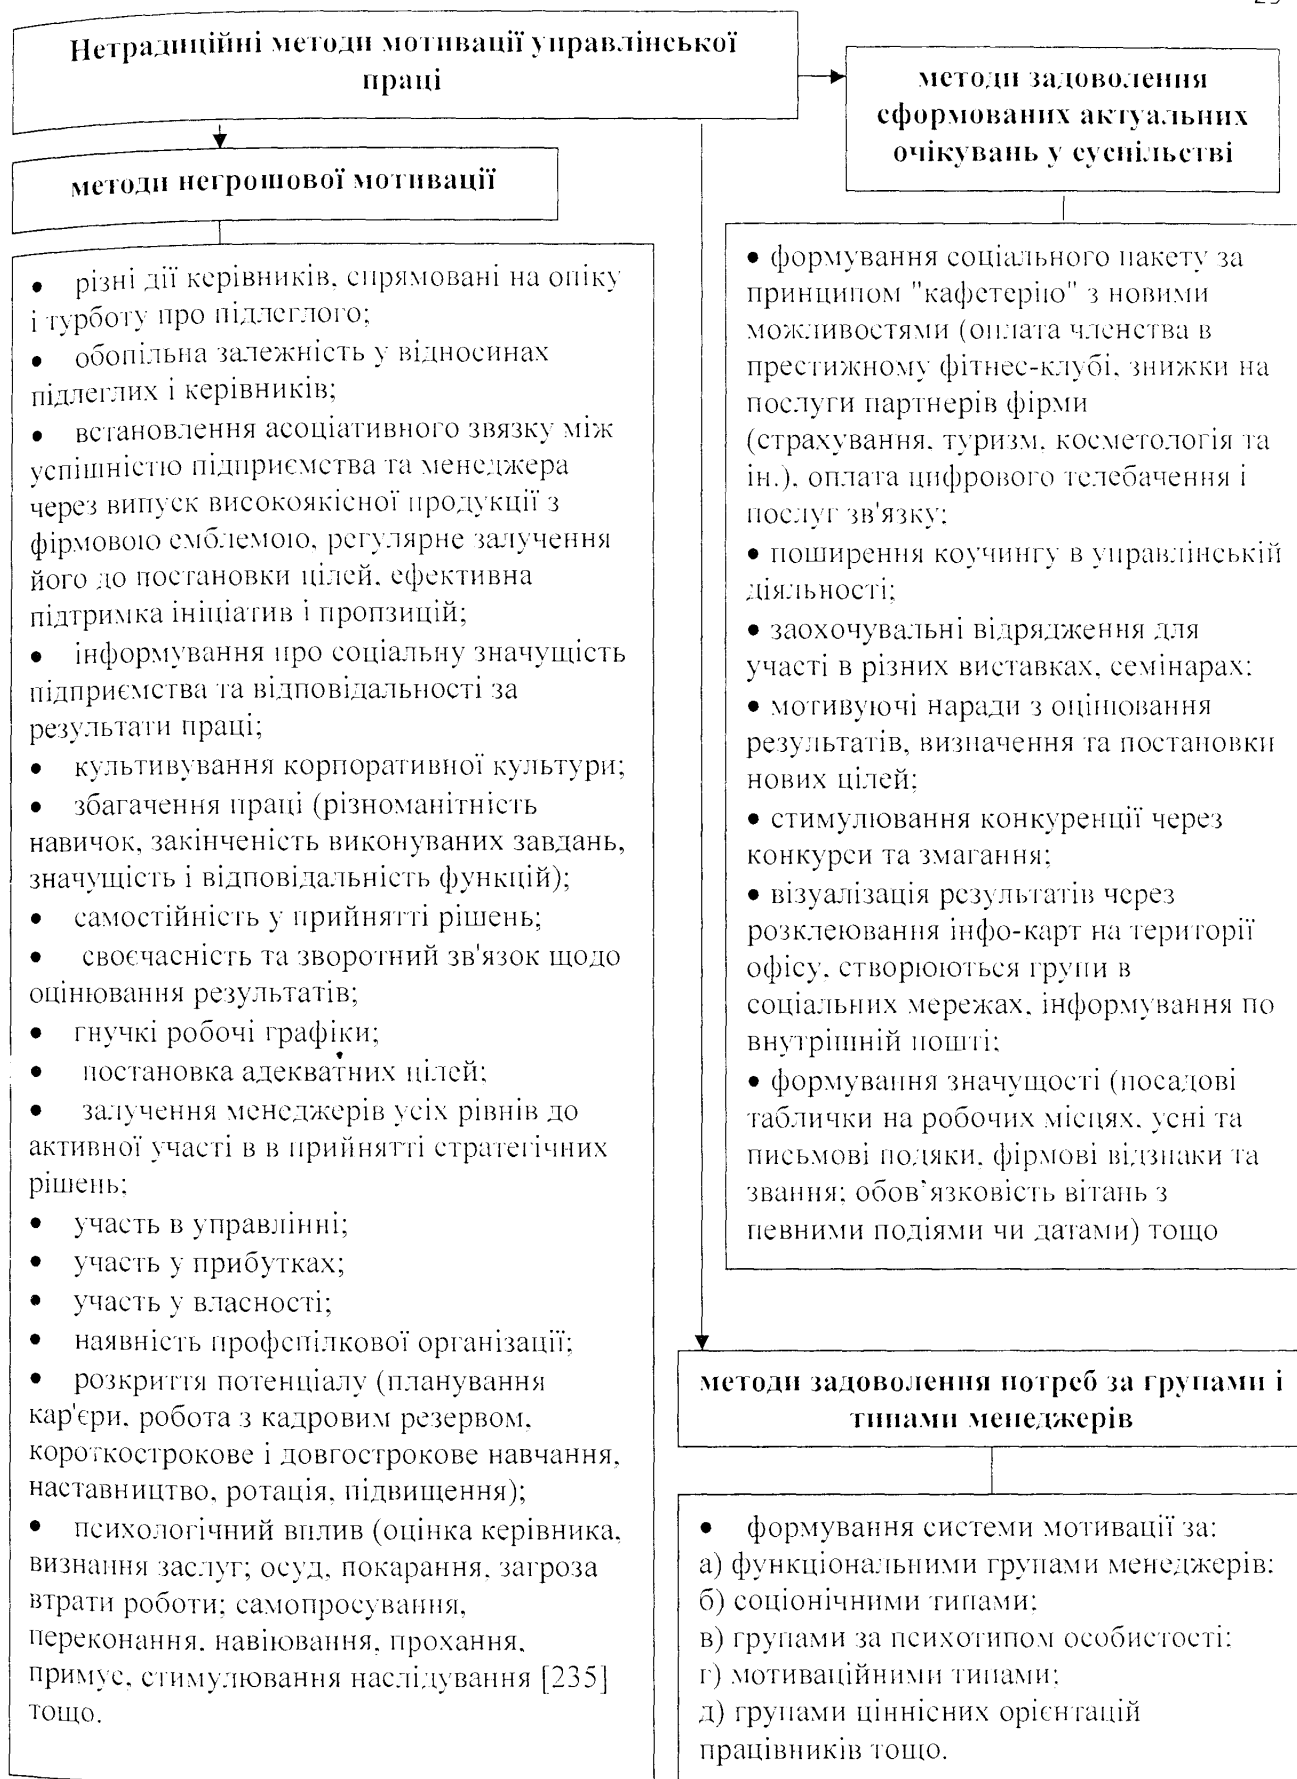 Нетрадиційні методи мотивації управлінської
праці
методи негрошової мотивації
• різні дії керівників, спрямовані на опіку
і турботу про підлеглого;
• обопільна залежність у відносинах
підлеглих і керівників;
• встановлення асоціативного звязку між
успішністю підприємства та менеджера
через випуск високоякісної продукції з
фірмовою емблемою, регулярне залучення
його до постановки цілей, ефективна
підтримка ініціатив і пропзицій;
• інформування про соціальну значущість
підприємства та відповідальності за
результати праці;
• культивування корпоративної культури;
• збагачення праці (різноманітність
навичок, закінченість виконуваних завдань,
значущість і відповідальність функцій);
• самостійність у прийнятті рішень;
• своєчасність та зворотний зв'язок щодо
оцінювання результатів;
• гнучкі робочі графіки;
• постановка адекватних цілей;
• залучення менеджерів усіх рівнів до
активної участі в в прийнятті стратегічних
рішень;
• участь в управлінні;
• участь у прибутках;
• участь у власності;
• наявність профспілкової організації;
• розкриття потенціалу (планування
кар'єри, робота з кадровим резервом,
короткострокове і довгострокове навчання,
наставництво, ротація, підвищення);
• психологічний вплив (оцінка керівника,
визнання заслуг; осуд, покарання, загроза
втрати роботи; самопросування,
переконання, навіювання, прохання,
примус, стимулювання наслідування [235]
тощо.
методи задоволення
сформованих актуальних
очікувань у суспільстві
• формування соціального пакету за
принципом "кафетерію" з новими
можливостями (оплата членства в
престижному фітнес-клубі, знижки на
послуги партнерів фірми
(страхування, туризм, косметологія та
ін.), оплата цифрового телебачення і
послуг зв'язку;
• поширення коучингу в управлінській
діяльності;
• заохочувальні відрядження для
участі в різних виставках, семінарах;
• мотивуючі наради з оцінювання
результатів, визначення та постановки
нових цілей;
• стимулювання конкуренції через
конкурси та змагання;
• візуалізація результатів через
розклеювання інфо-карт на території
офісу, створюються групи в
соціальних мережах, інформування по
внутрішній пошті;
• формування значущості (посадові
таблички на робочих місцях, усні та
письмові подяки, фірмові відзнаки та
звання; обов`язковість вітань з
певними подіями чи датами) тощо
методи задоволення потреб за групами і
типами менеджерів
• формування системи мотивації за:
а) функціональними групами менеджерів;
б) соціонічними типами;
в) групами за психотипом особистості;
г) мотиваційними типами;
д) групами ціннісних орієнтацій
працівників тощо.